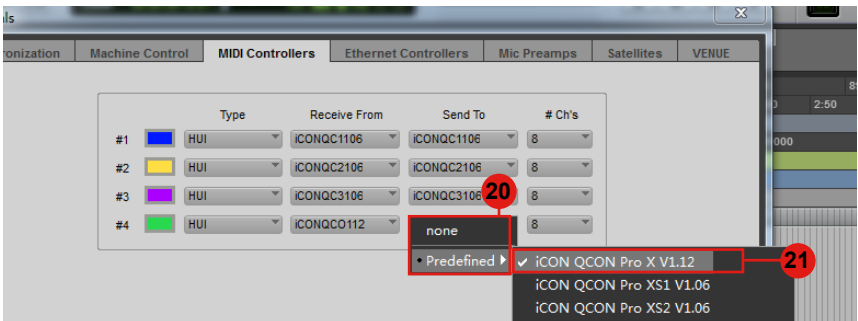 als
ronization Machine Control MIDI Controllers Ethernet Controllers Mic Preamps Satellites VENUE
Type Receive From Send To # Ch's
#1 HUI iCONQC1106 iCONQC1106 8
#2 HUI iCONQC2106 iCONQC2106 8
#3 HUI iCONQC3106 iCONQC3106 8
#4 HUI iCONQCO112 8
20
none
Predefined
iCON QCON Pro X V1.12
21
iCON QCON Pro XS1 V1.06
iCON QCON Pro XS2 V1.06
2:50
000